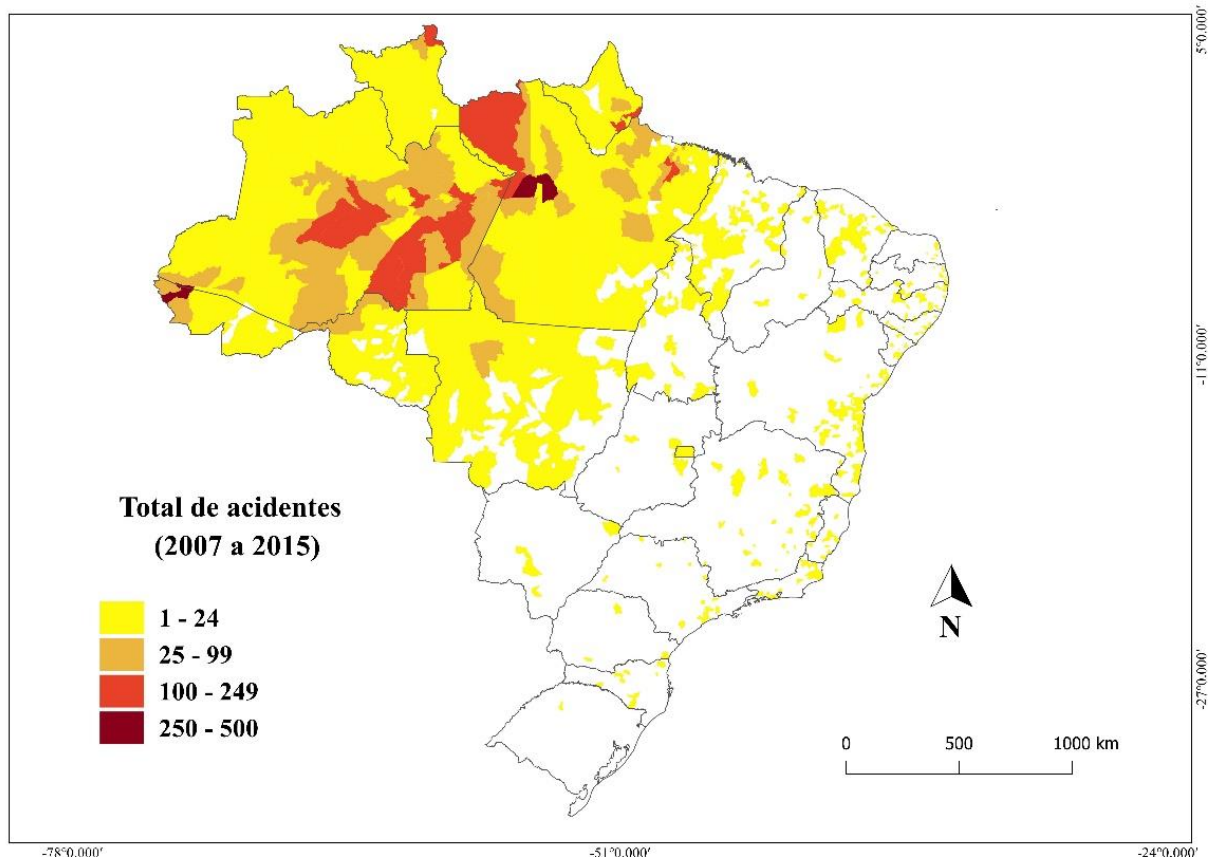 5°0.000'
-11°0.000'
-27°0.000'
Total de acidentes
(2007 a 2015)
1 - 24
25 - 99
100 - 249
250 - 500
N
0 500 1000 km
-78°0.000' -51°0.000' -24°0.000'